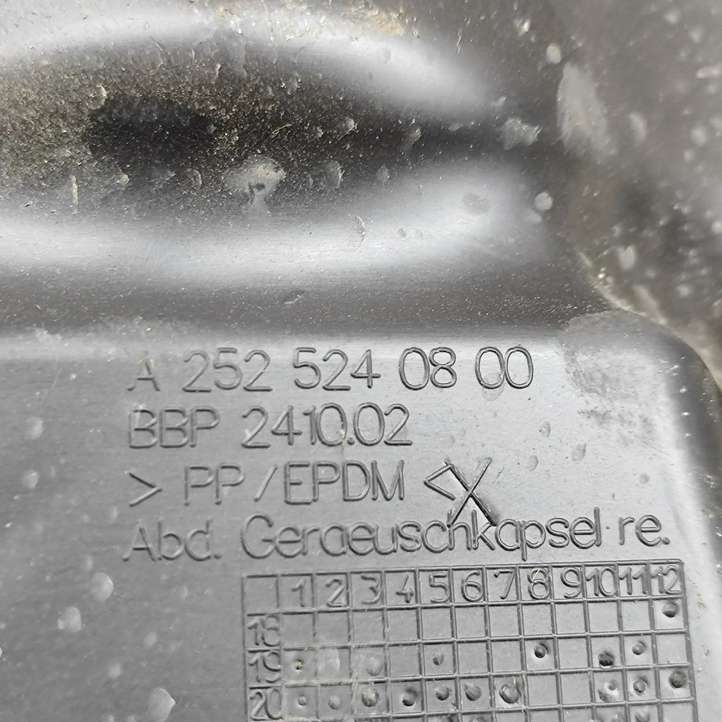 A 252 524 08 00
BBP 2410.02
> PP/EPDM <
Abd. Geraeuschkapsel re.
1 2 3 4 5 6 7 8 9 10 11 12
18
19
20